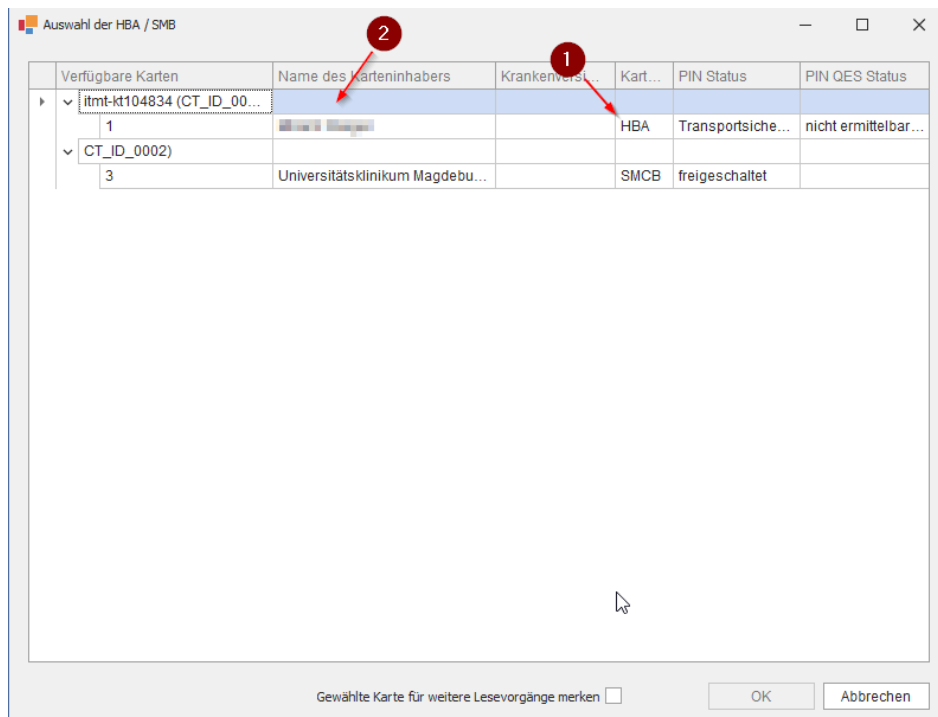 Auswahl der HBA / SMB
2
1
Verfügbare Karten Name des Karteninhabers Krankenversi... Kart... PIN Status PIN QES Status
itmt-kt104834 (CT_ID_00...
1 HBA Transportsiche... nicht ermittelbar...
CT_ID_0002)
3 Universitätsklinikum Magdebu... SMCB freigeschaltet
Gewählte Karte für weitere Lesevorgänge merken OK Abbrechen